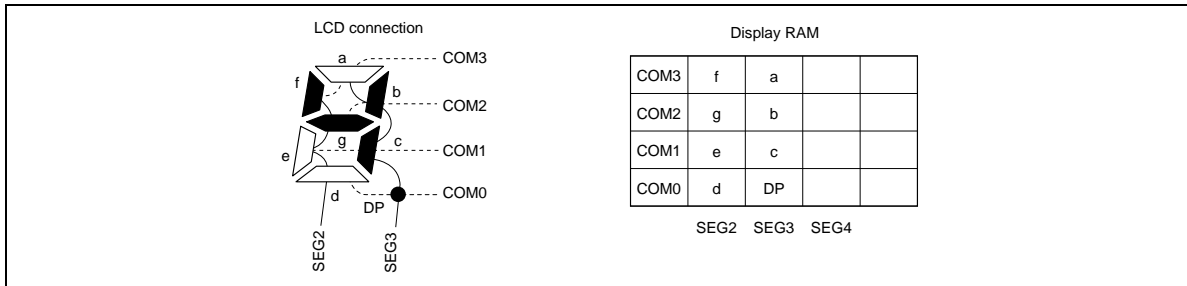 LCD connection
a
COM3
f
b
COM2
g
c
COM1
e
d
DP
COM0
SEG2
SEG3
Display RAM
COM3 f a
COM2 g b
COM1 e c
COM0 d DP
SEG2 SEG3 SEG4